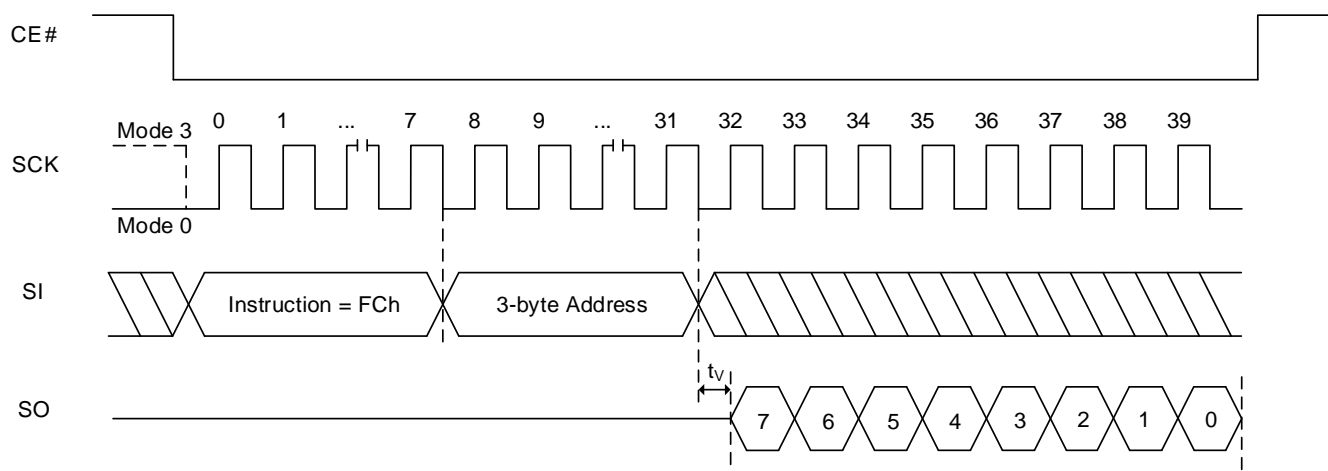 CE#
Mode 3
0 1 ... 7 8 9 ... 31 32 33 34 35 36 37 38 39
SCK
Mode 0
SI
Instruction = FCh
3-byte Address
tV
SO
7 6 5 4 3 2 1 0